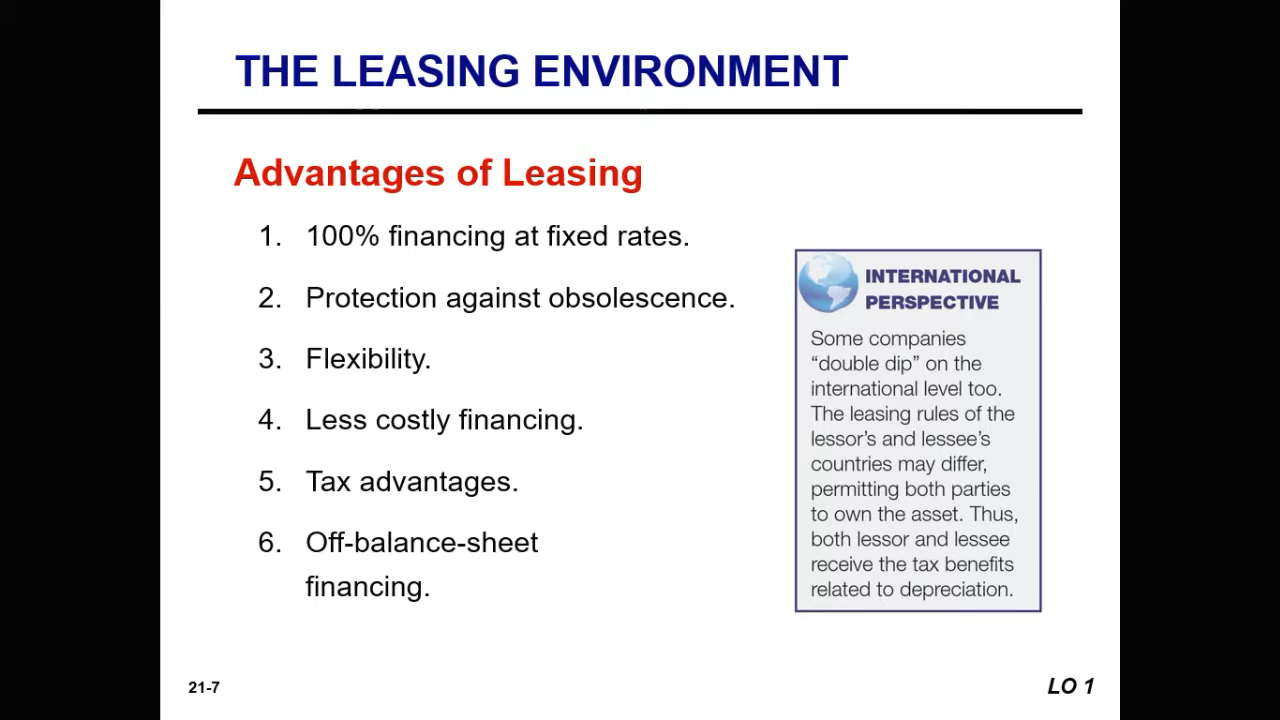 THE LEASING ENVIRONMENT
Advantages of Leasing
1. 100% financing at fixed rates.
2. Protection against obsolescence.
3. Flexibility.
4. Less costly financing.
5. Tax advantages.
6. Off-balance-sheet
financing.
INTERNATIONAL
PERSPECTIVE
Some companies
“double dip” on the
international level too.
The leasing rules of the
lessor’s and lessee’s
countries may differ,
permitting both parties
to own the asset. Thus,
both lessor and lessee
receive the tax benefits
related to depreciation.
21-7
LO 1